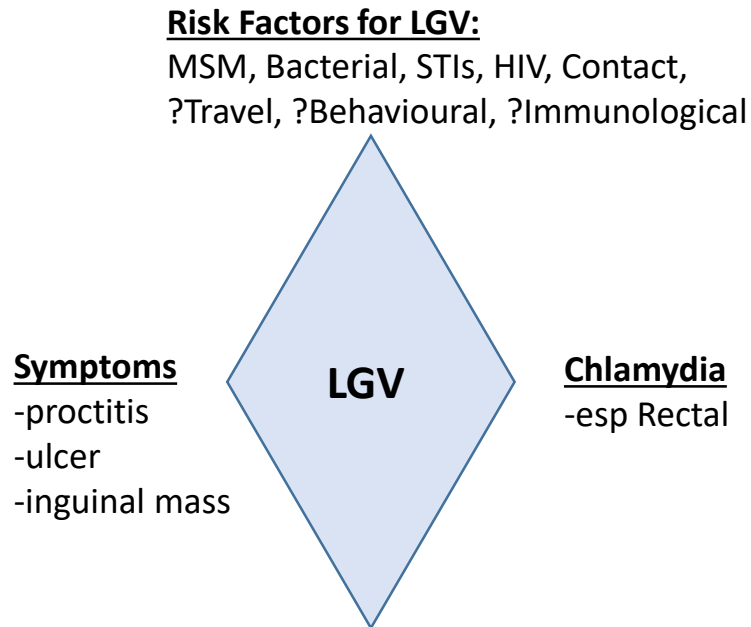 Risk Factors for LGV:
MSM, Bacterial, STIs, HIV, Contact,
?Travel, ?Behavioural, ?Immunological
Symptoms
-proctitis
-ulcer
-inguinal mass
LGV
Chlamydia
-esp Rectal